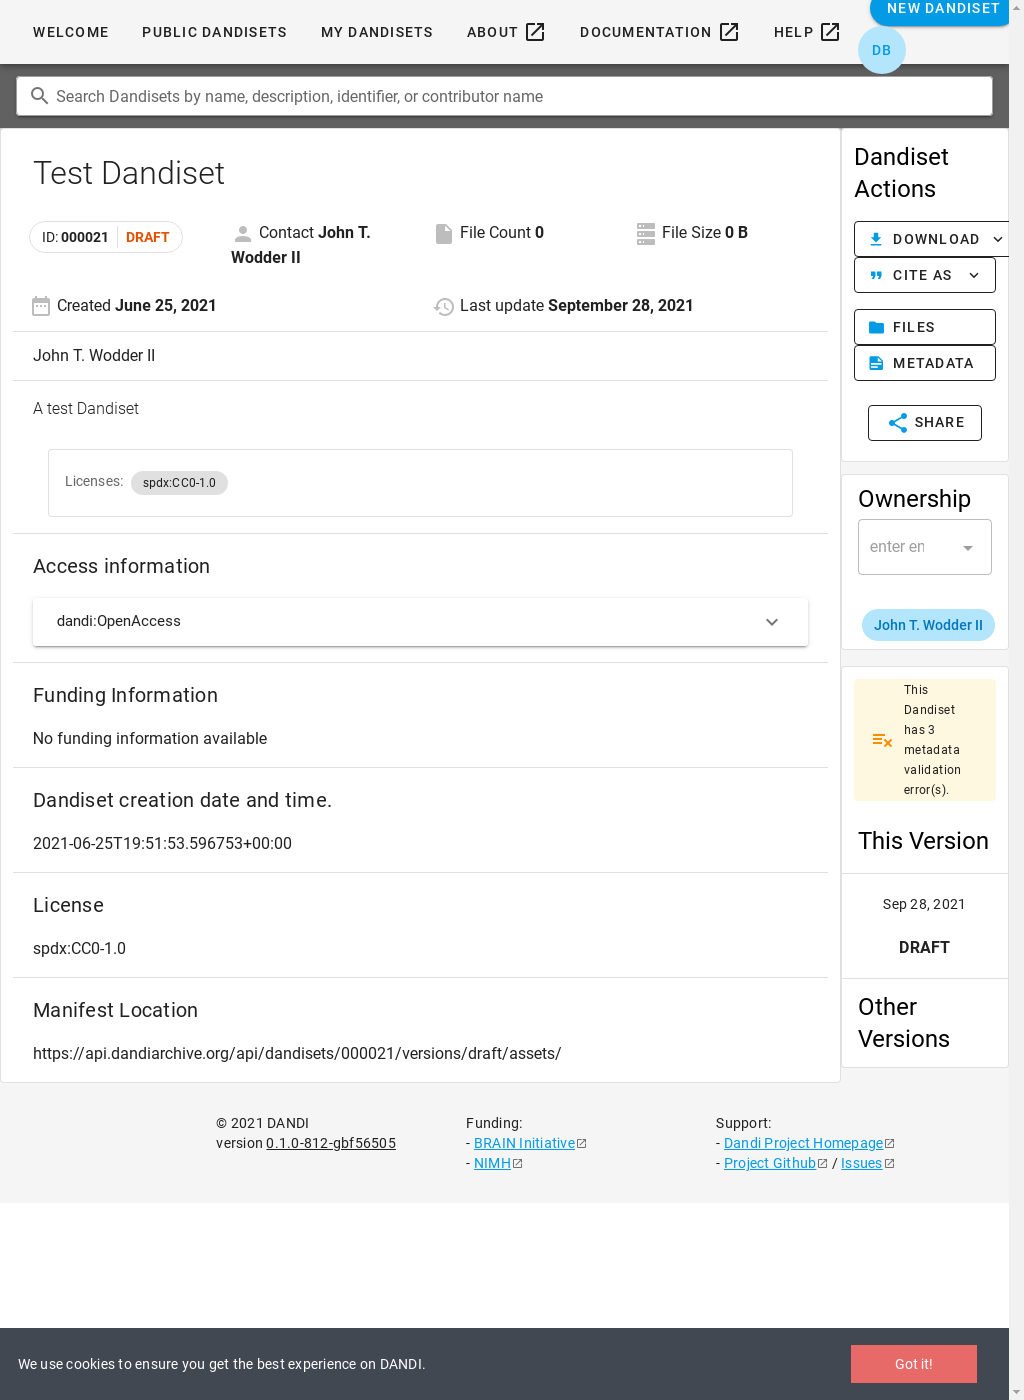 WELCOME PUBLIC DANDISETS MY DANDISETS ABOUT DOCUMENTATION HELP NEW DANDISET
DB
Search Dandisets by name, description, identifier, or contributor name
Test Dandiset
ID: 000021 DRAFT
Contact John T. Wodder II
File Count 0
File Size 0 B
Created June 25, 2021
Last update September 28, 2021
John T. Wodder II
A test Dandiset
Licenses: spdx:CC0-1.0
Access information
dandi:OpenAccess
Funding Information
No funding information available
Dandiset creation date and time.
2021-06-25T19:51:53.596753+00:00
License
spdx:CC0-1.0
Manifest Location
https://api.dandiarchive.org/api/dandisets/000021/versions/draft/assets/
Dandiset
Actions
DOWNLOAD
CITE AS
FILES
METADATA
SHARE
Ownership
enter en
John T. Wodder II
This
Dandiset
has 3
metadata
validation
error(s).
This Version
Sep 28, 2021
DRAFT
Other
Versions
© 2021 DANDI
version 0.1.0-812-gbf56505
Funding:
- BRAIN Initiative
- NIMH
Support:
- Dandi Project Homepage
- Project Github / Issues
We use cookies to ensure you get the best experience on DANDI.
Got it!